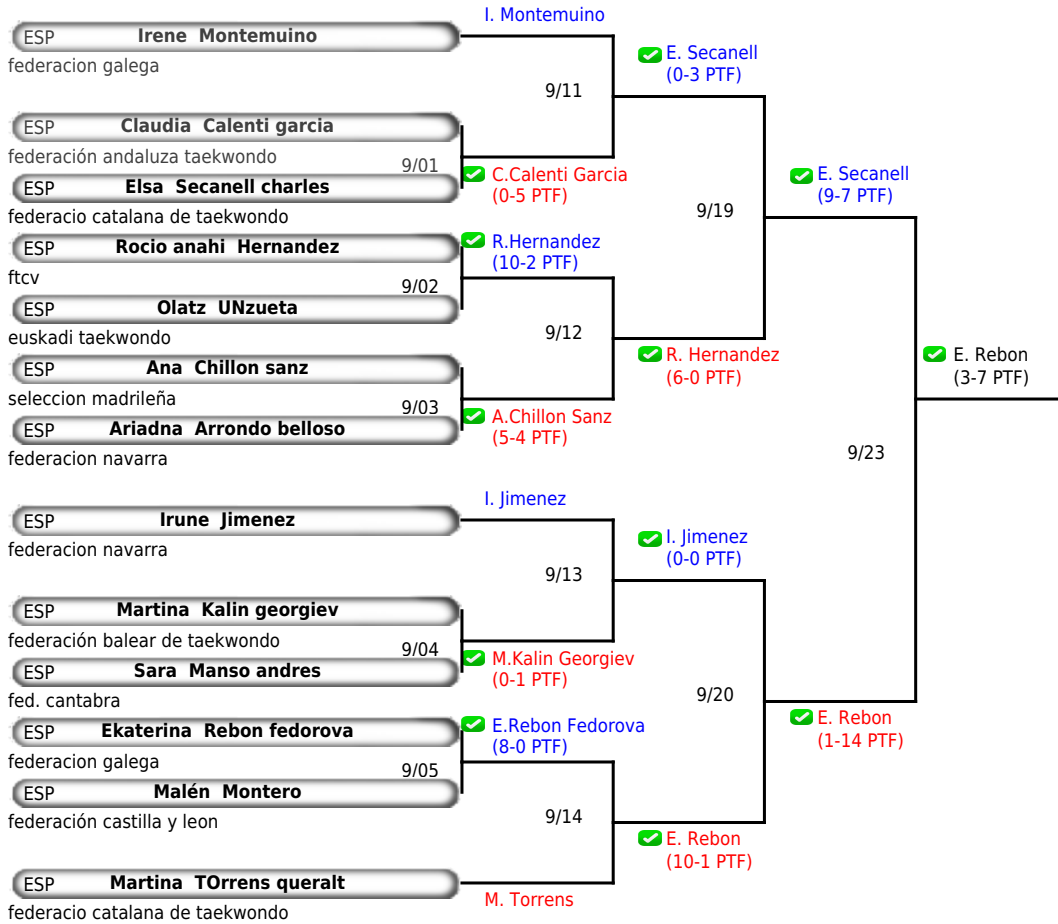 I. Montemuino
ESP Irene Montemuino
federacion galega
9/11
E. Secanell
(0-3 PTF)
ESP Claudia Calenti garcia
federación andaluza taekwondo
9/01
C.Calenti Garcia
(0-5 PTF)
ESP Elsa Secanell charles
federacio catalana de taekwondo
9/19
E. Secanell
(9-7 PTF)
ESP Rocio anahi Hernandez
ftcv
R.Hernandez
(10-2 PTF)
9/02
ESP Olatz UNzueta
euskadi taekwondo
9/12
R. Hernandez
(6-0 PTF)
E. Rebon
(3-7 PTF)
ESP Ana Chillon sanz
seleccion madrileña
9/03
A.Chillon Sanz
(5-4 PTF)
ESP Ariadna Arrondo belloso
federacion navarra
9/23
I. Jimenez
ESP Irune Jimenez
federacion navarra
I. Jimenez
(0-0 PTF)
9/13
ESP Martina Kalin georgiev
federación balear de taekwondo
9/04
M.Kalin Georgiev
(0-1 PTF)
ESP Sara Manso andres
fed. cantabra
9/20
E. Rebon
(1-14 PTF)
ESP Ekaterina Rebon fedorova
federacion galega
E.Rebon Fedorova
(8-0 PTF)
9/05
ESP Malén Montero
federación castilla y leon
9/14
E. Rebon
(10-1 PTF)
ESP Martina TOrrens queralt
federacio catalana de taekwondo
M. Torrens